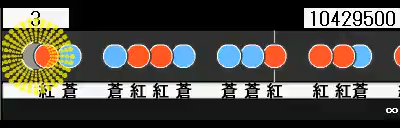 3 10429500
紅 蒼 蒼 紅 紅 蒼 蒼 蒼 紅 紅 紅 蒼
∞